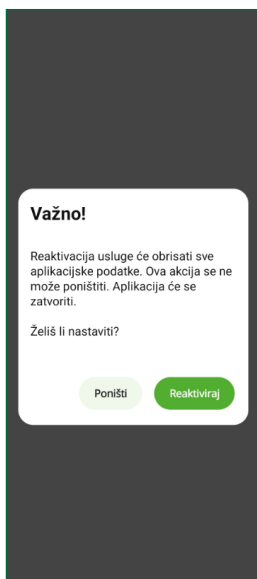 Važno!
Reaktivacija usluge će obrisati sve
aplikacijske podatke. Ova akcija se ne
može poništiti. Aplikacija će se
zatvoriti.
Želiš li nastaviti?
Poništi
Reaktiviraj